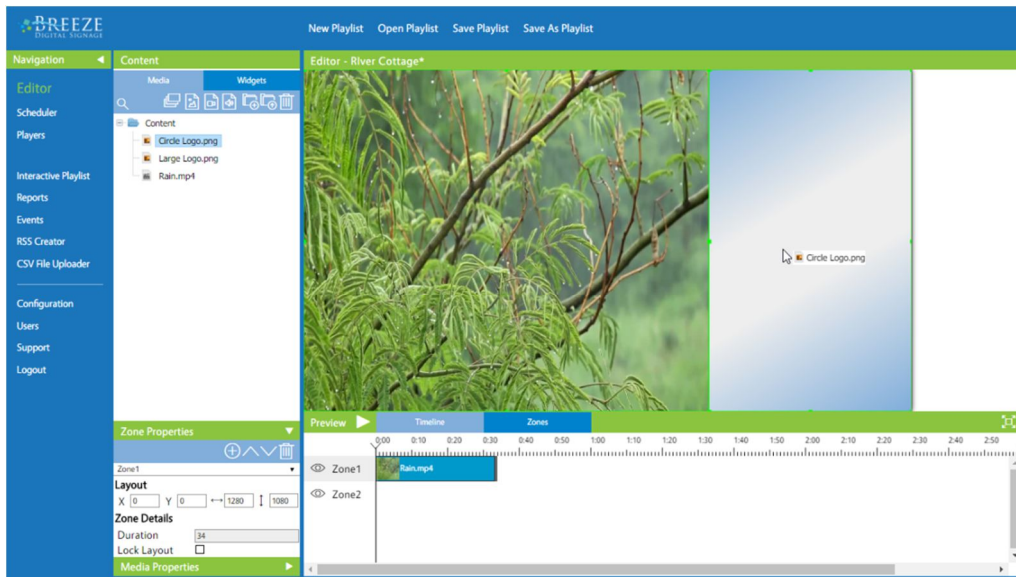 BREEZE
DIGITAL SIGNAGE
New Playlist Open Playlist Save Playlist Save As Playlist
Navigation
Editor
Scheduler
Players
Interactive Playlist
Reports
Events
RSS Creator
CSV File Uploader
Configuration
Users
Support
Logout
Content
Media Widgets
Content
Circle Logo.png
Large Logo.png
Rain.mp4
Zone Properties
Zone1
Layout
X 0 Y 0 1280 1080
Zone Details
Duration 34
Lock Layout
Media Properties
Editor - River Cottage*
Circle Logo.png
Preview Timeline Zones
0:00 0:10 0:20 0:30 0:40 0:50 1:00 1:10 1:20 1:30 1:40 1:50 2:00 2:10 2:20 2:30 2:40 2:50
Zone1 Rain.mp4
Zone2